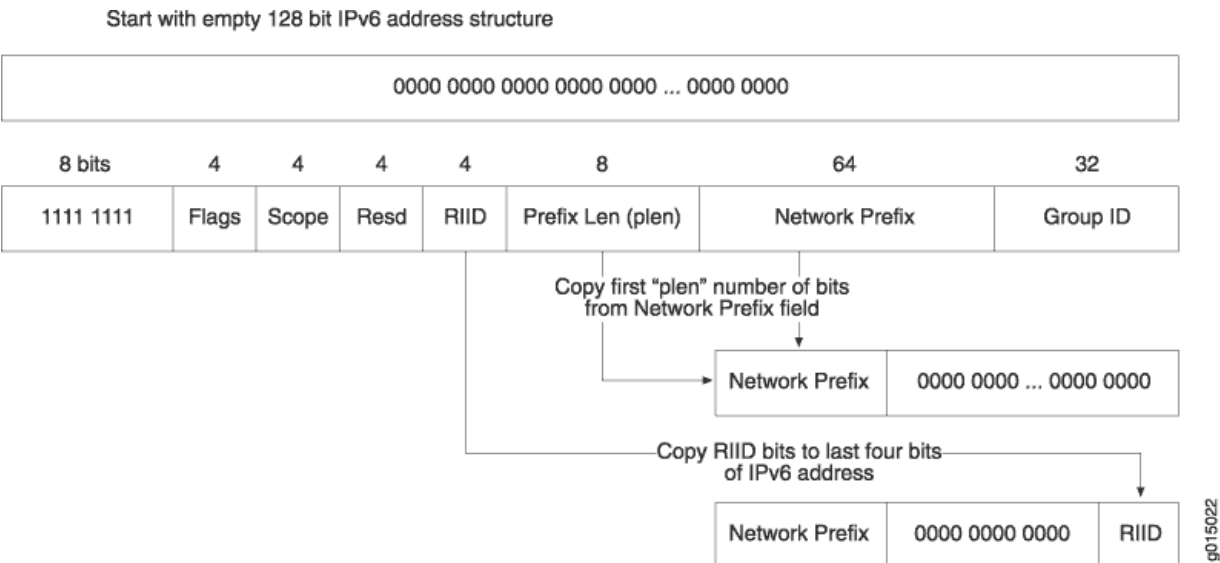 Start with empty 128 bit IPv6 address structure
0000 0000 0000 0000 0000 ... 0000 0000
8 bits 4 4 4 4 8 64 32
1111 1111 Flags Scope Resd RIID Prefix Len (plen) Network Prefix Group ID
Copy first “plen” number of bits
from Network Prefix field
Network Prefix 0000 0000 ... 0000 0000
Copy RIID bits to last four bits
of IPv6 address
Network Prefix 0000 0000 0000 RIID
g015022